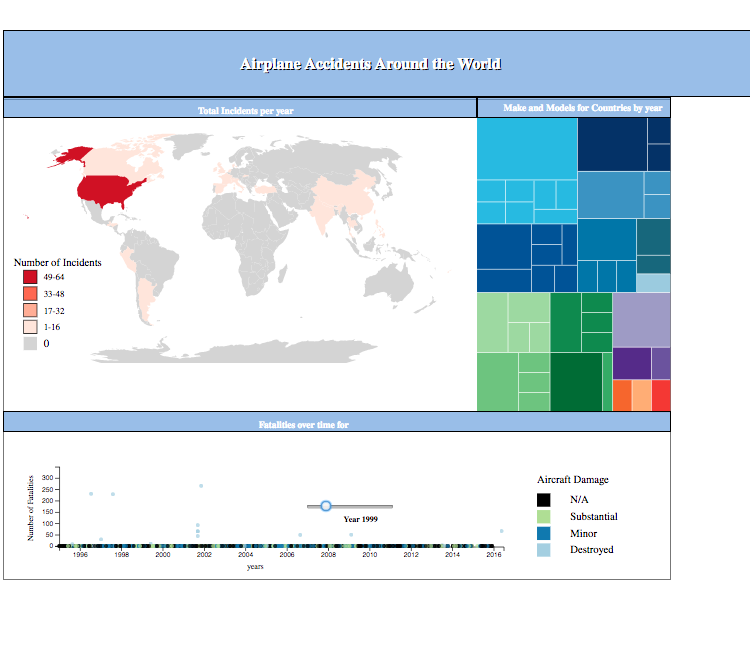 Airplane Accidents Around the World
Total Incidents per year
Make and Models for Countries by year
Number of Incidents
49-64
33-48
17-32
1-16
0
Fatalities over time for
Number of Fatalities
300
250
200
150
100
50
0
1996
1998
2000
2002
2004
2006
2008
2010
2012
2014
2016
years
Year 1999
Aircraft Damage
N/A
Substantial
Minor
Destroyed